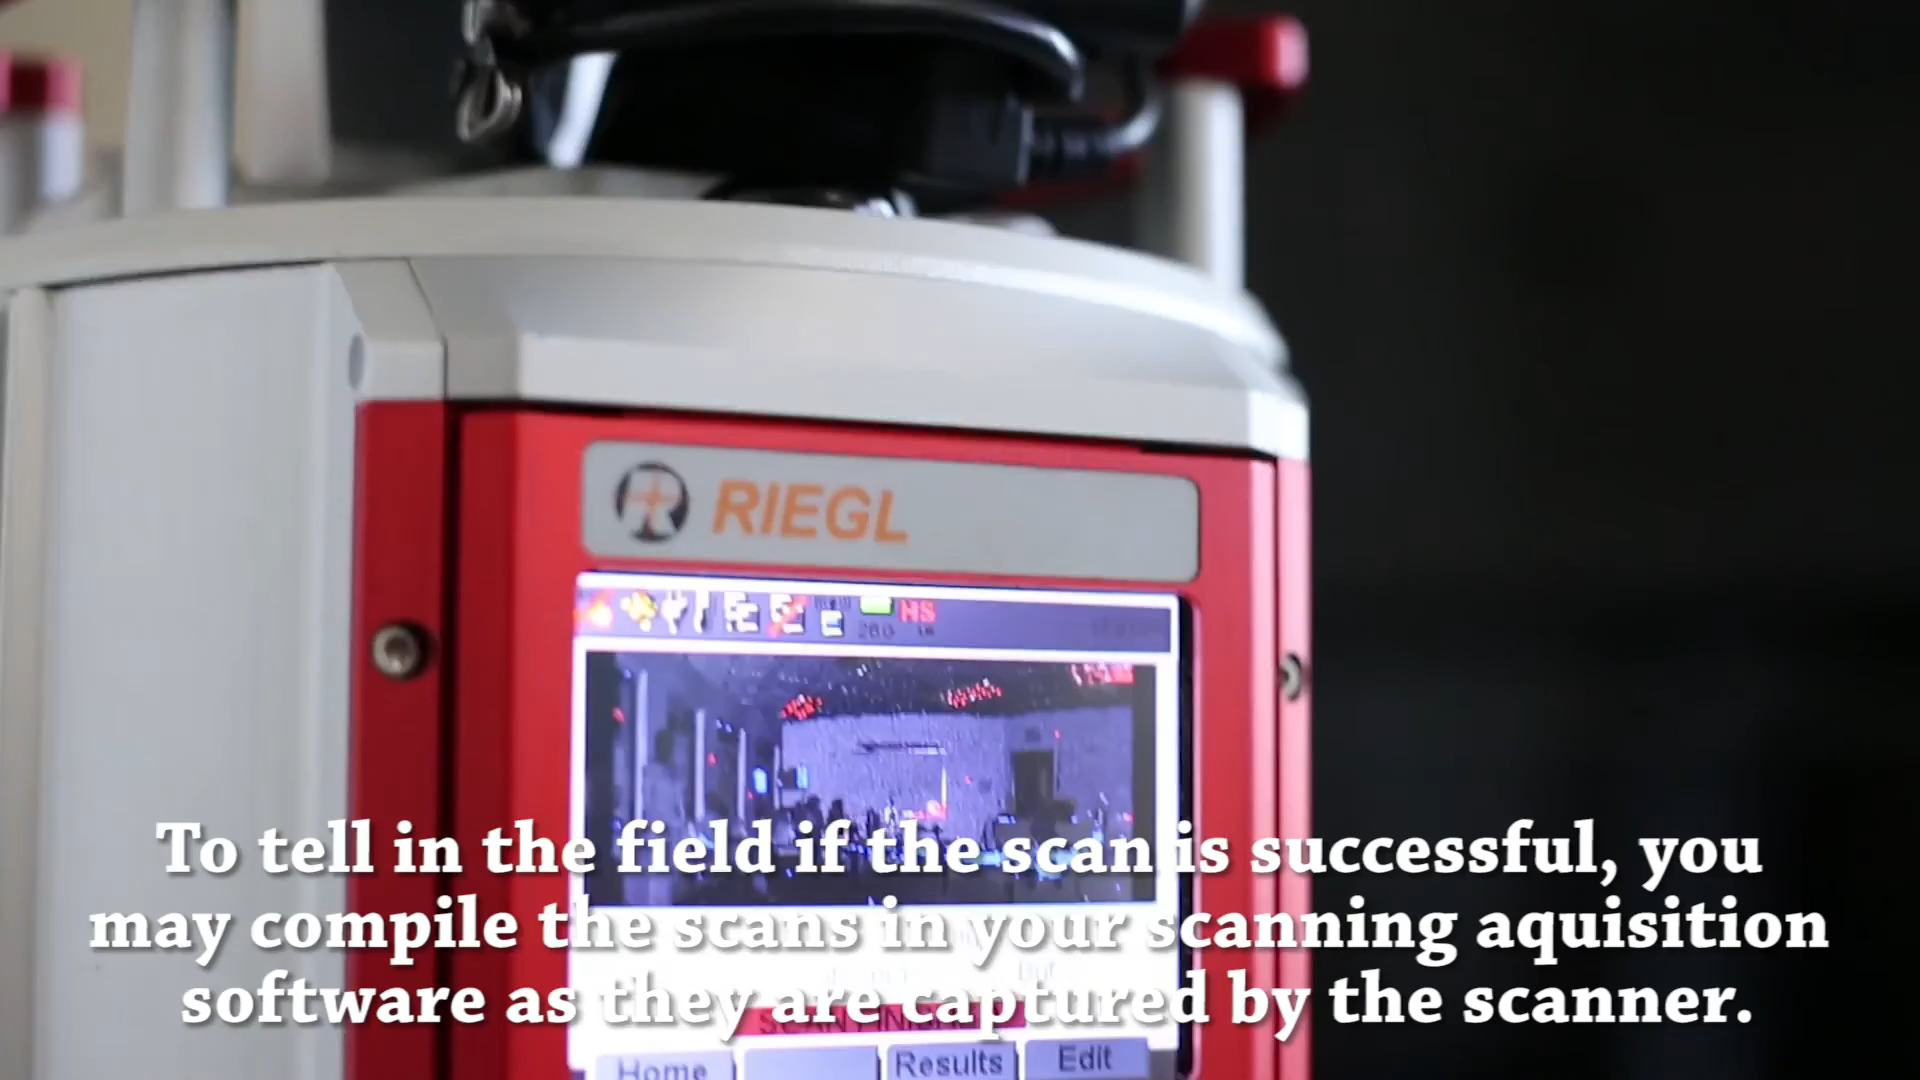 RIEGL
HS
To tell in the field if the scan is successful, you
may compile the scans in your scanning aquisition
software as they are captured by the scanner.
Home
Results
Edit